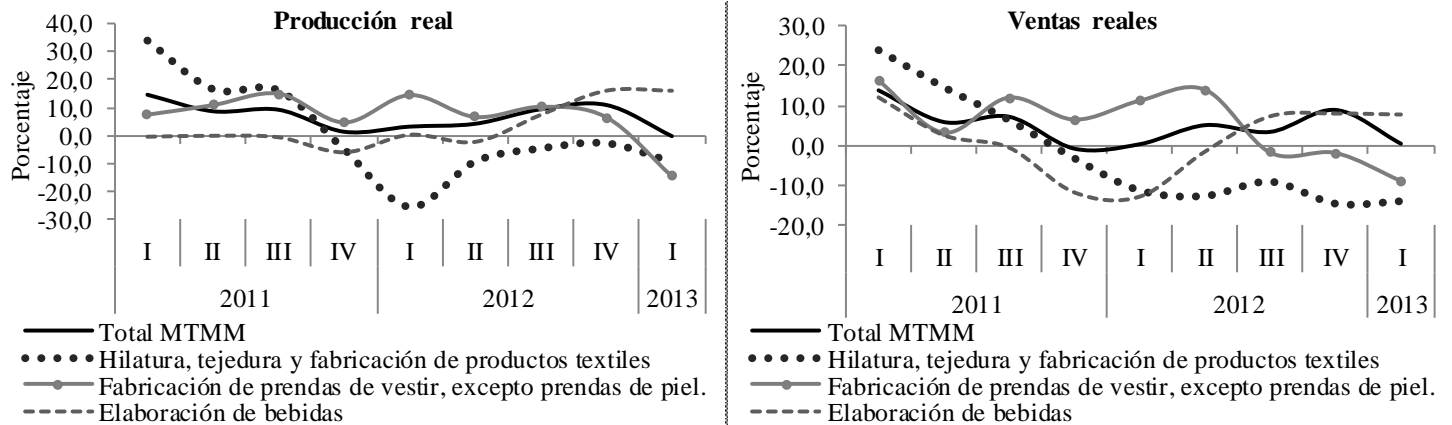 Producción real
Porcentaje
40,0
30,0
20,0
10,0
0,0
-10,0
-20,0
-30,0
I II III IV I II III IV I
2011 2012 2013
Total MTMM
Hilatura, tejedura y fabricación de productos textiles
Fabricación de prendas de vestir, excepto prendas de piel.
Elaboración de bebidas
Ventas reales
Porcentaje
30,0
20,0
10,0
0,0
-10,0
-20,0
I II III IV I II III IV I
2011 2012 2013
Total MTMM
Hilatura, tejedura y fabricación de productos textiles
Fabricación de prendas de vestir, excepto prendas de piel.
Elaboración de bebidas